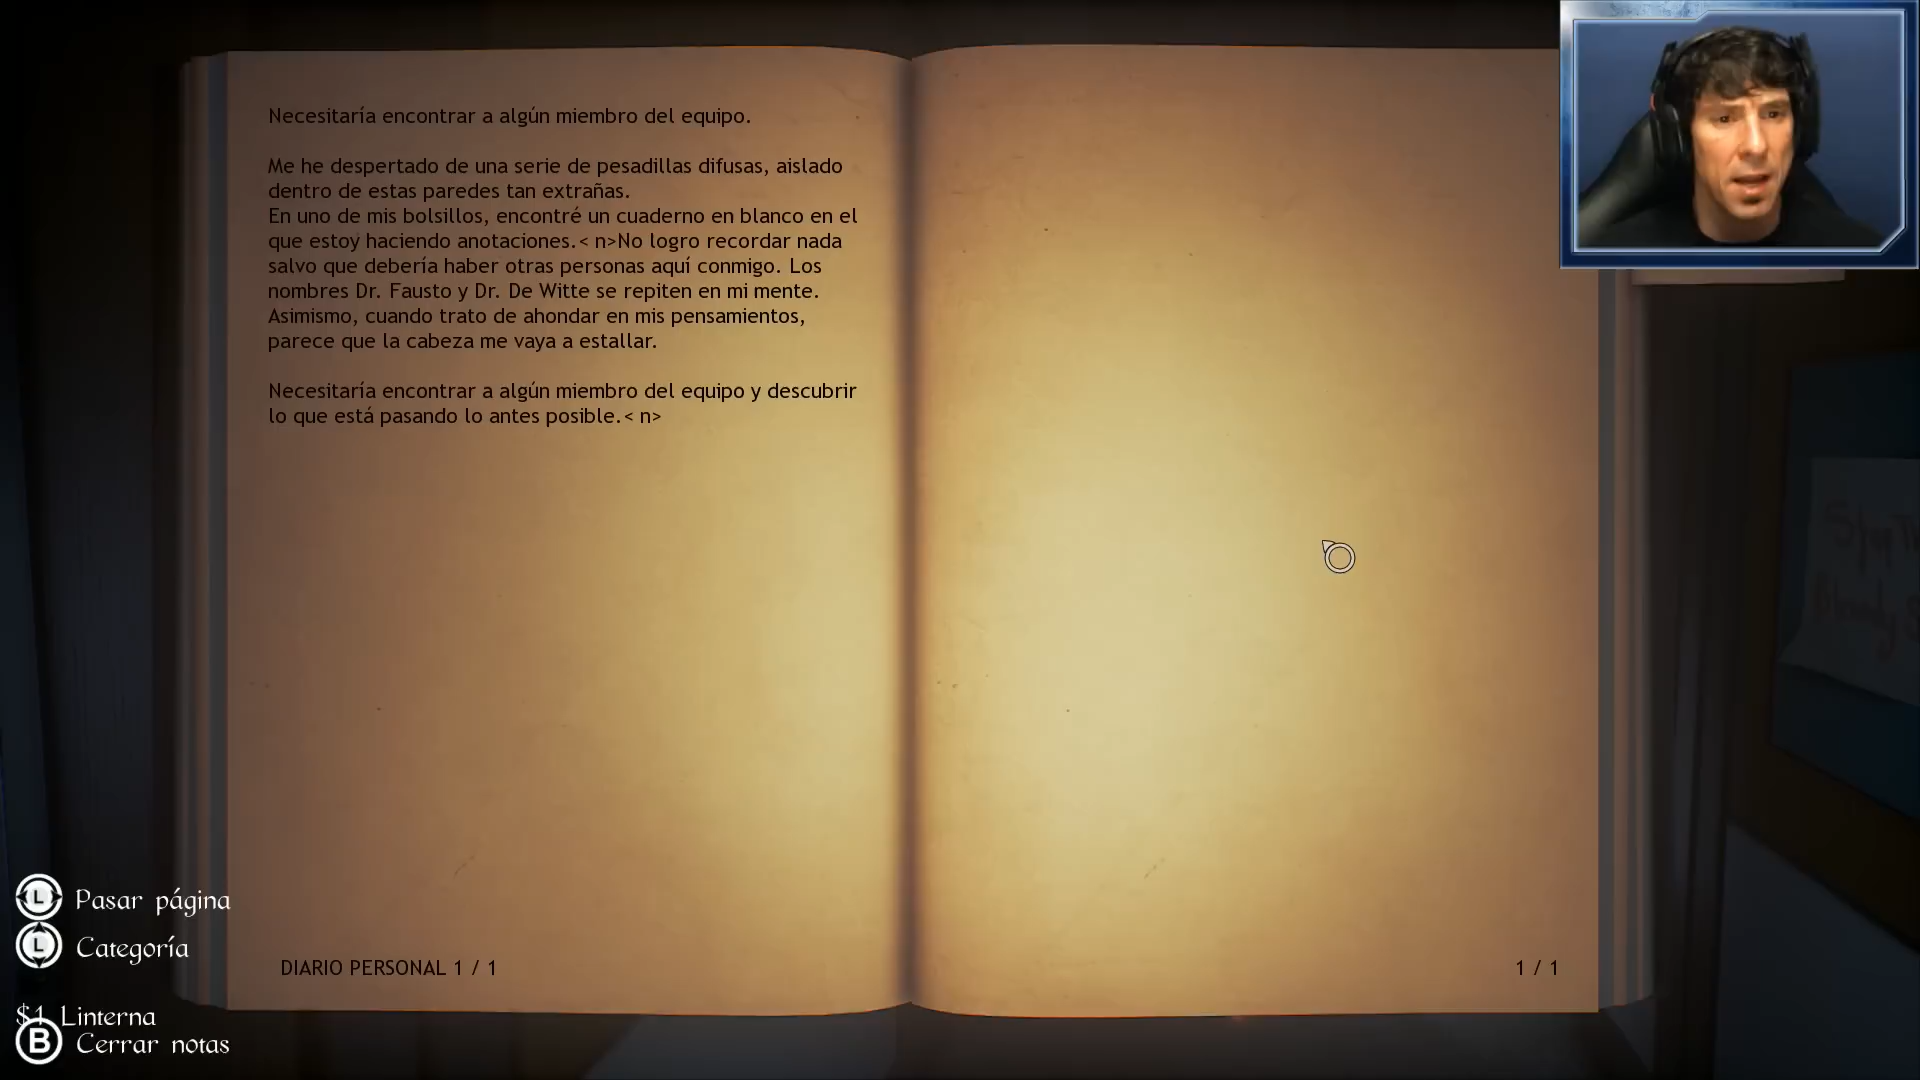 Necesitaría encontrar a algún miembro del equipo.
Me he despertado de una serie de pesadillas difusas, aislado
dentro de estas paredes tan extrañas.
En uno de mis bolsillos, encontré un cuaderno en blanco en el
que estoy haciendo anotaciones.< n>No logro recordar nada
salvo que debería haber otras personas aquí conmigo. Los
nombres Dr. Fausto y Dr. De Witte se repiten en mi mente.
Asimismo, cuando trato de ahondar en mis pensamientos,
parece que la cabeza me vaya a estallar.
Necesitaría encontrar a algún miembro del equipo y descubrir
lo que está pasando lo antes posible.< n>
L Pasar página
L Categoría
DIARIO PERSONAL 1 / 1
1 / 1
$1 Linterna
B Cerrar notas